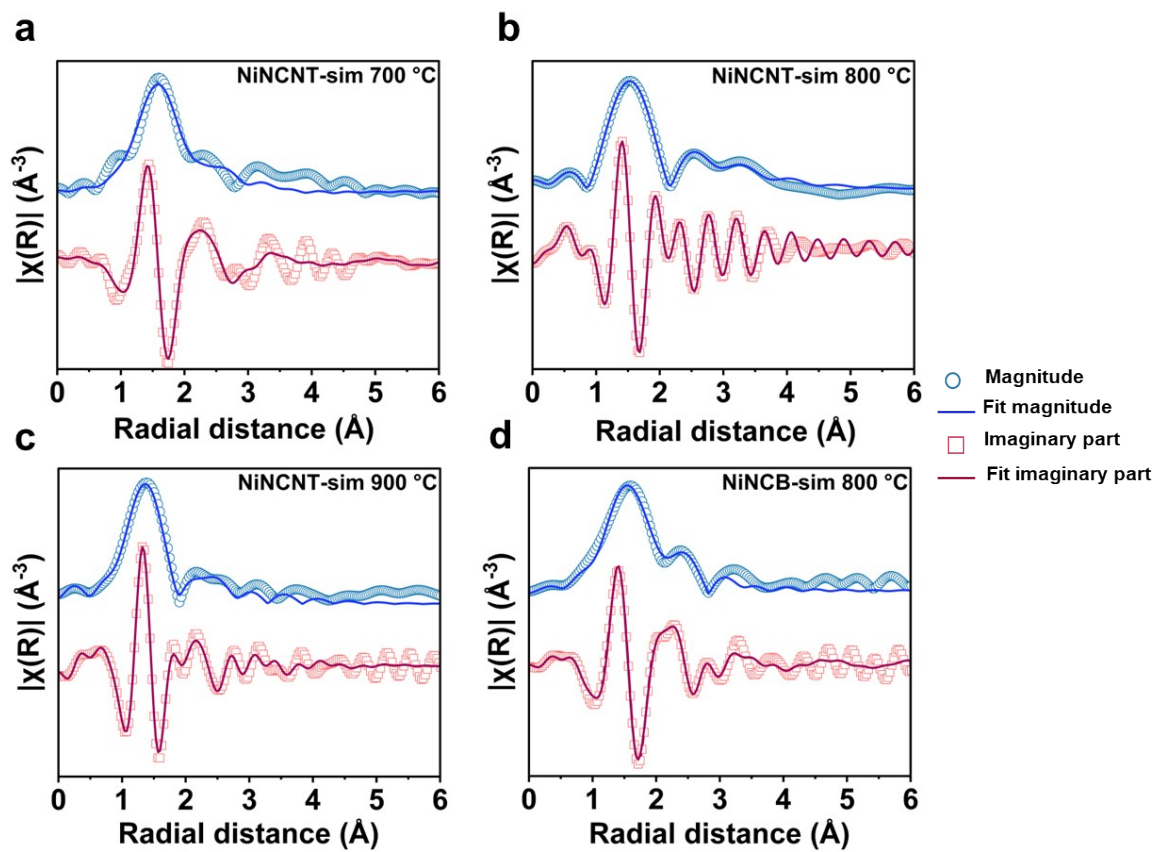 a
NiNCNT-sim 700 °C
|χ(R)| (Å⁻³)
0 1 2 3 4 5 6
Radial distance (Å)
b
NiNCNT-sim 800 °C
|χ(R)| (Å⁻³)
0 1 2 3 4 5 6
Radial distance (Å)
c
NiNCNT-sim 900 °C
|χ(R)| (Å⁻³)
0 1 2 3 4 5 6
Radial distance (Å)
d
NiNCB-sim 800 °C
|χ(R)| (Å⁻³)
0 1 2 3 4 5 6
Radial distance (Å)
Magnitude
Fit magnitude
Imaginary part
Fit imaginary part